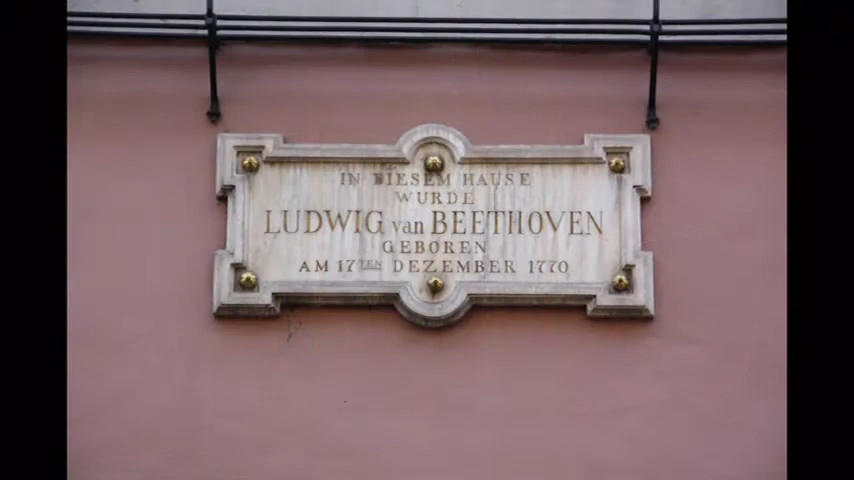 IN DIESEM HAUSE
WURDE
LUDWIG van BEETHOVEN
GEBOREN
AM 17TEN DEZEMBER 1770